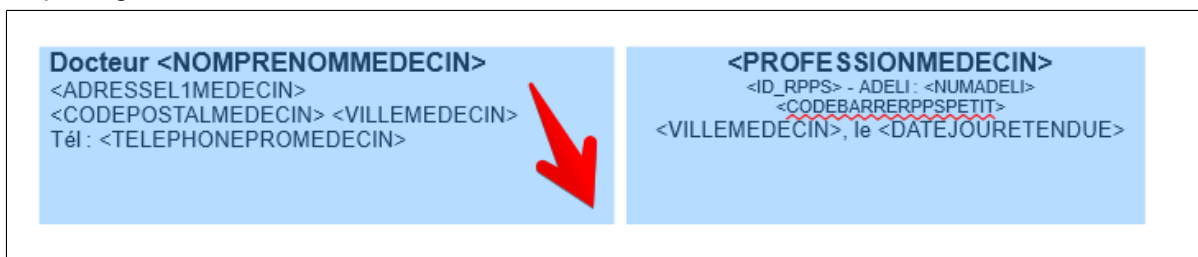 Docteur <NOMPRENOMMEDECIN>
<ADRESSEL1MEDECIN>
<CODEPOSTALMEDECIN> <VILLEMEDECIN>
Tél : <TELEPHONEPROMEDECIN>
<PROFESSIONMEDECIN>
<ID_RPPS> - ADELI : <NUMADELI>
<CODEBARRERPPSPETIT>
<VILLEMEDECIN>, le <DATEJOURETENDUE>